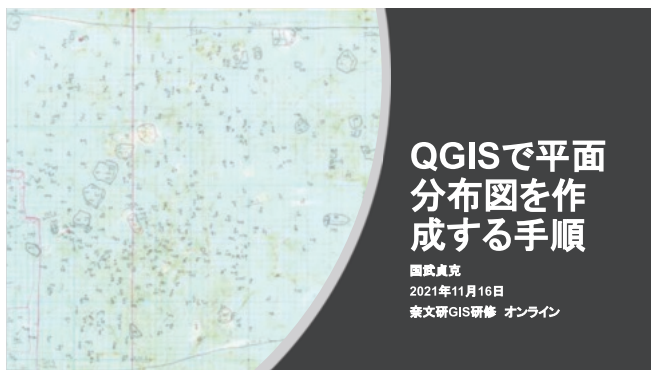 QGISで平面
分布図を作
成する手順
国武貞克
2021年11月16日
奈文研GIS研修 オンライン